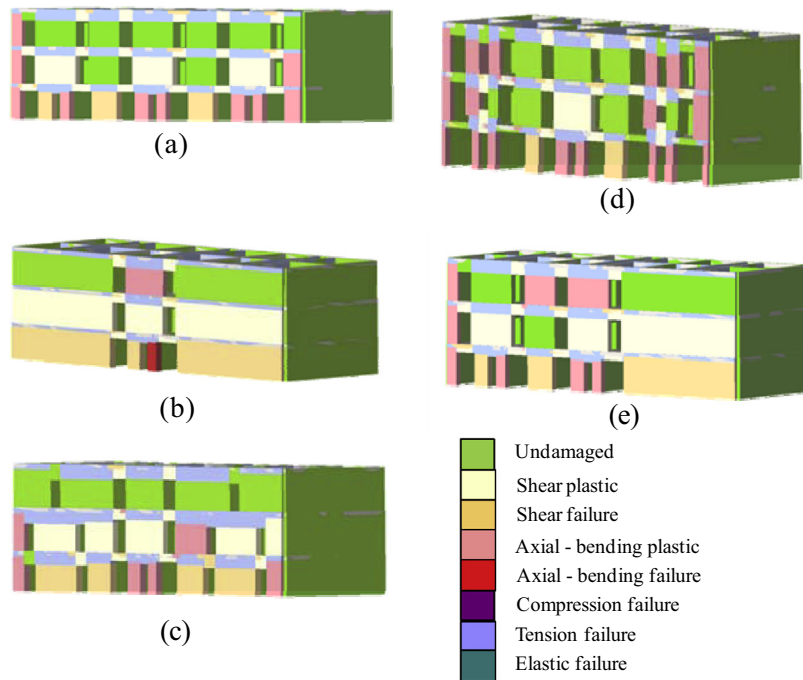 (a)
(b)
(c)
(d)
(e)
Undamaged
Shear plastic
Shear failure
Axial - bending plastic
Axial - bending failure
Compression failure
Tension failure
Elastic failure